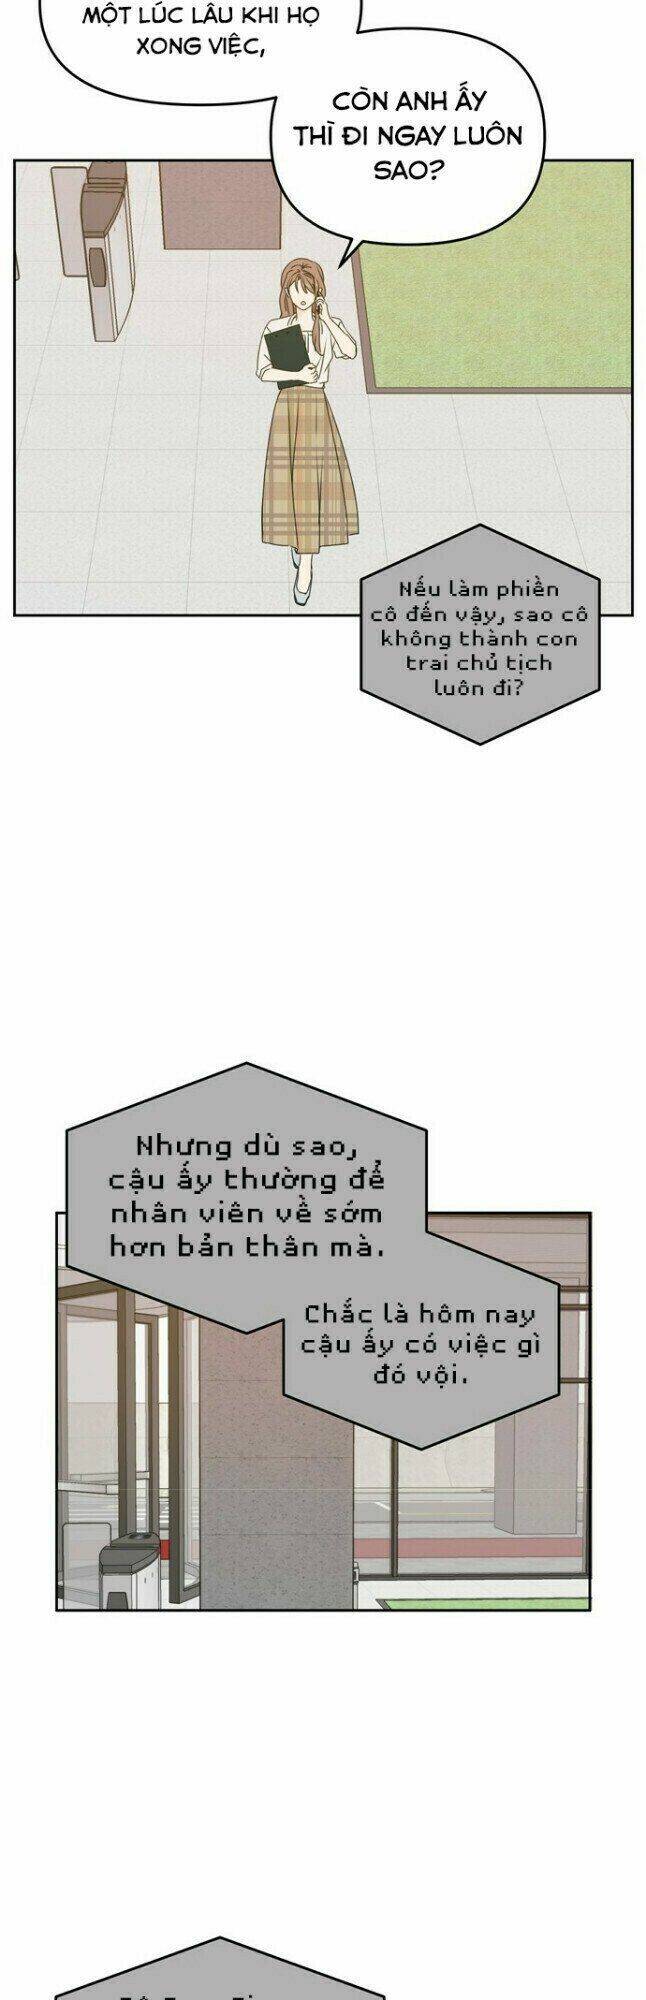 MỘT LÚC LÂU KHI HỌ
XONG VIỆC,
CÒN ANH ẤY
THÌ ĐI NGAY LUÔN
SAO?
Nếu làm phiền
cô đến vậy, sao cô
không thành con
trai chủ tịch
luôn đi?
Nhưng dù sao,
cậu ấy thường để
nhân viên về sớm
hơn bản thân mà.
Chắc là hôm nay
cậu ấy có việc gì
đó vội.